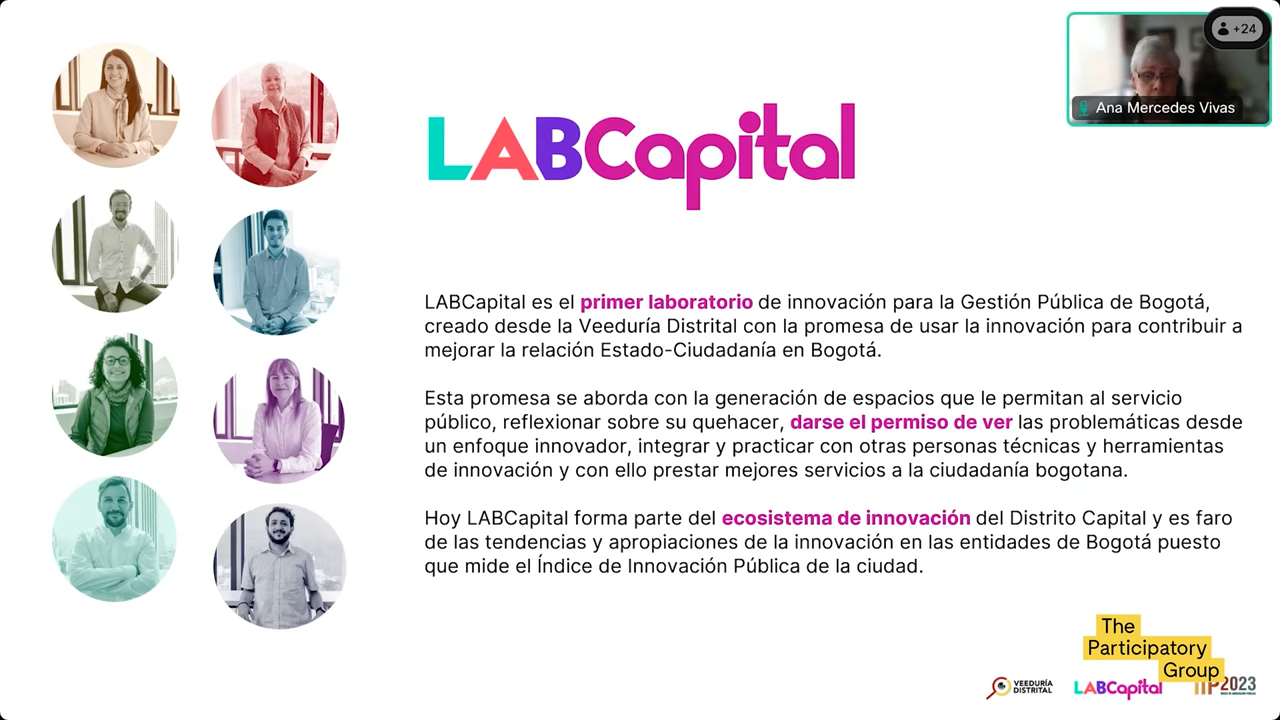 +24
Ana Mercedes Vivas
LABCapital
LABCapital es el primer laboratorio de innovación para la Gestión Pública de Bogotá,
creado desde la Veeduría Distrital con la promesa de usar la innovación para contribuir a
mejorar la relación Estado-Ciudadanía en Bogotá.
Esta promesa se aborda con la generación de espacios que le permitan al servicio
público, reflexionar sobre su quehacer, darse el permiso de ver las problemáticas desde
un enfoque innovador, integrar y practicar con otras personas técnicas y herramientas
de innovación y con ello prestar mejores servicios a la ciudadanía bogotana.
Hoy LABCapital forma parte del ecosistema de innovación del Distrito Capital y es faro
de las tendencias y apropiaciones de la innovación en las entidades de Bogotá puesto
que mide el Índice de Innovación Pública de la ciudad.
The
Participatory
Group
VEEDURÍA
DISTRITAL
LABCapital
2023